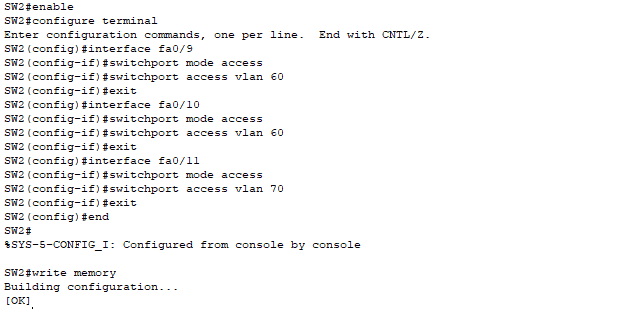 SW2#enable
SW2#configure terminal
Enter configuration commands, one per line.  End with CNTL/Z.
SW2(config)#interface fa0/9
SW2(config-if)#switchport mode access
SW2(config-if)#switchport access vlan 60
SW2(config-if)#exit
SW2(config)#interface fa0/10
SW2(config-if)#switchport mode access
SW2(config-if)#switchport access vlan 60
SW2(config-if)#exit
SW2(config)#interface fa0/11
SW2(config-if)#switchport mode access
SW2(config-if)#switchport access vlan 70
SW2(config-if)#exit
SW2(config)#end
SW2#
%SYS-5-CONFIG_I: Configured from console by console
SW2#write memory
Building configuration...
[OK]